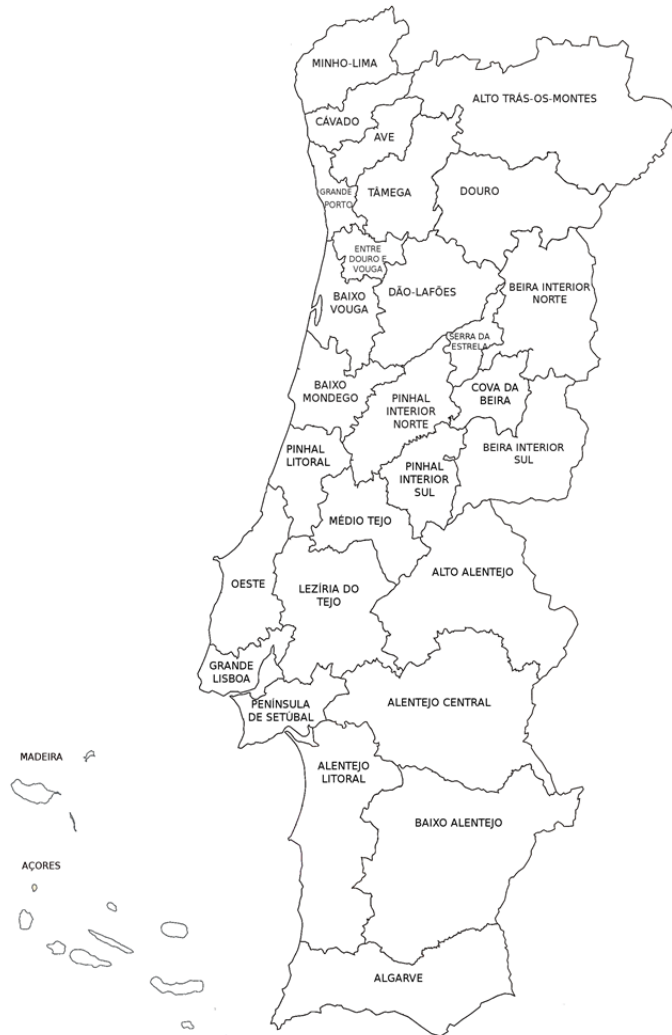 MINHO-LIMA
ALTO TRÁS-OS-MONTES
CÁVADO
AVE
GRANDE
PORTO
TÂMEGA
DOURO
ENTRE
DOURO E
VOUGA
BAIXO
VOUGA
DÃO-LAFÕES
BEIRA INTERIOR
NORTE
SERRA DA
ESTRELA
BAIXO
MONDEGO
PINHAL
INTERIOR
NORTE
COVA DA
BEIRA
PINHAL
LITORAL
PINHAL
INTERIOR
SUL
BEIRA INTERIOR
SUL
MÉDIO TEJO
OESTE
LEZÍRIA DO
TEJO
ALTO ALENTEJO
GRANDE
LISBOA
PENÍNSULA
DE SETÚBAL
ALENTEJO CENTRAL
MADEIRA
ALENTEJO
LITORAL
BAIXO ALENTEJO
AÇORES
ALGARVE